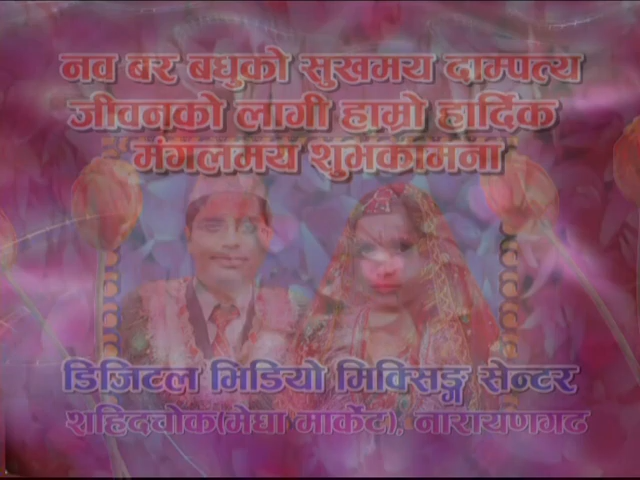 नव बर बधुको सुखमय दाम्पत्य
जीवनको लागी हाम्रो हार्दिक
मंगलमय शुभकामना
डिजिटल भिडियो मिक्सिङ्ग सेन्टर
शहिदचोक(मेघा मार्केट), नारायणगढ